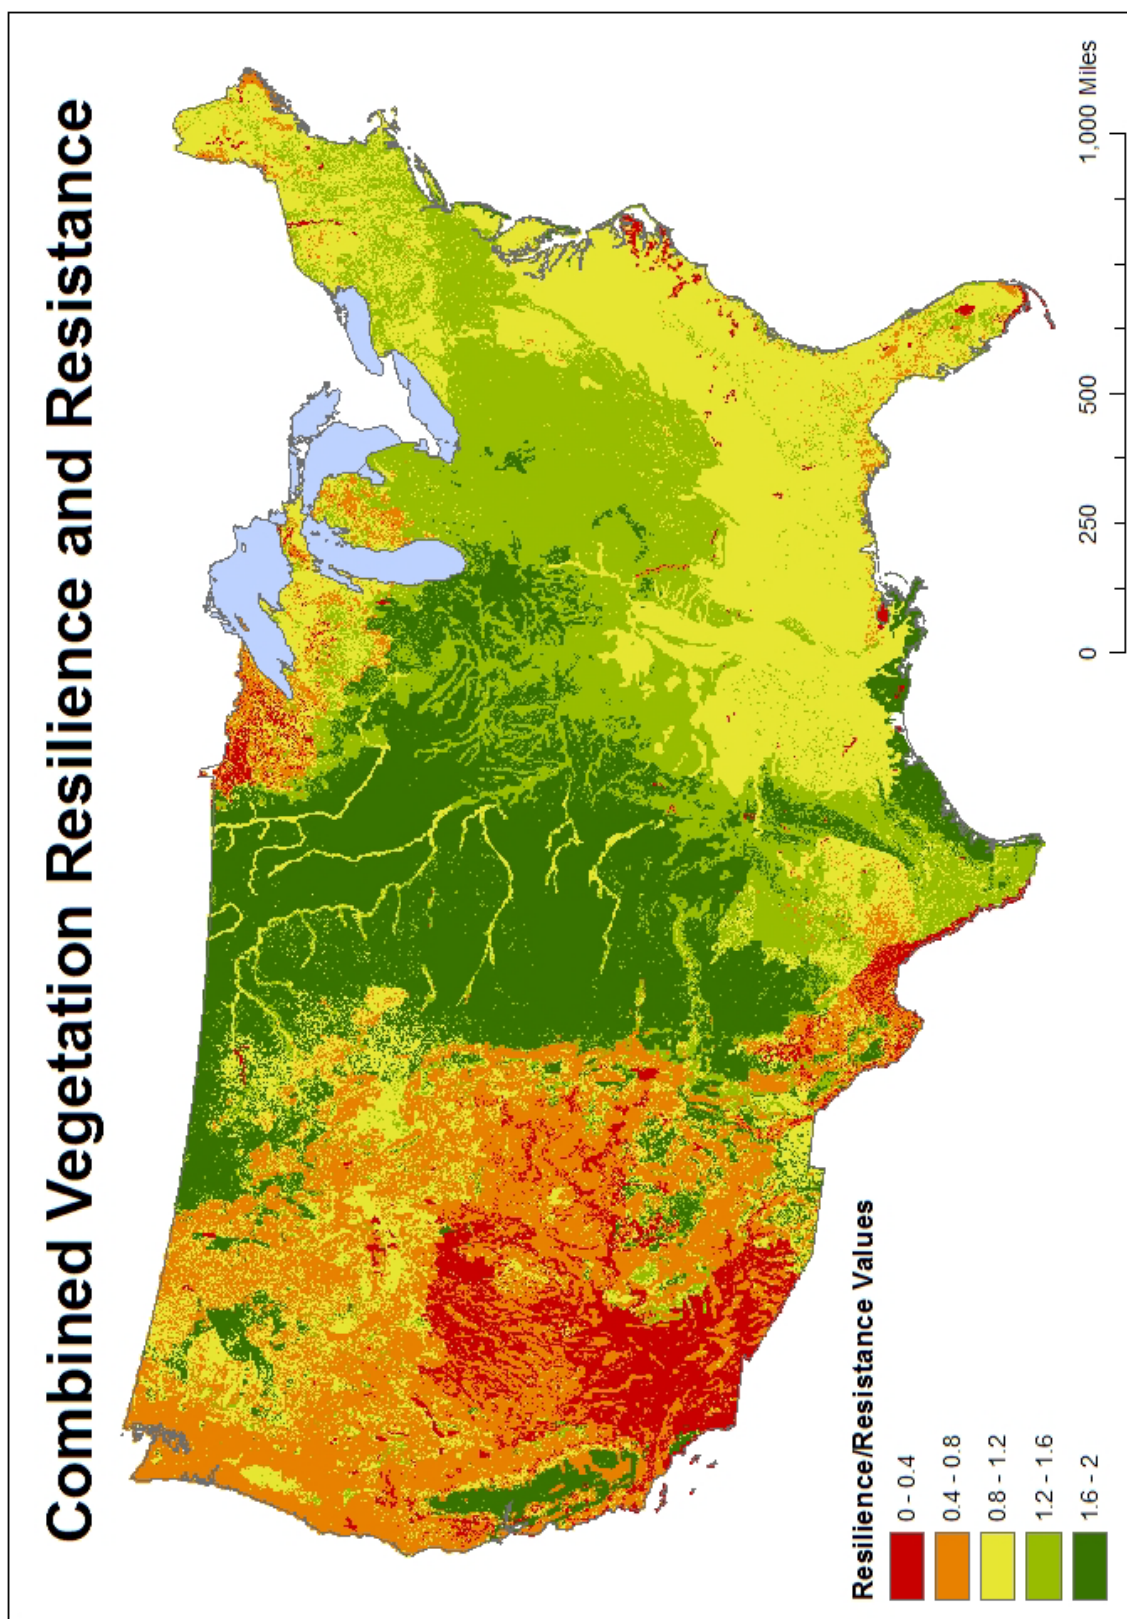 Combined Vegetation Resilience and Resistance
Resilience/Resistance Values
0 - 0.4
0.4 - 0.8
0.8 - 1.2
1.2 - 1.6
1.6 - 2
0 250 500 1,000 Miles